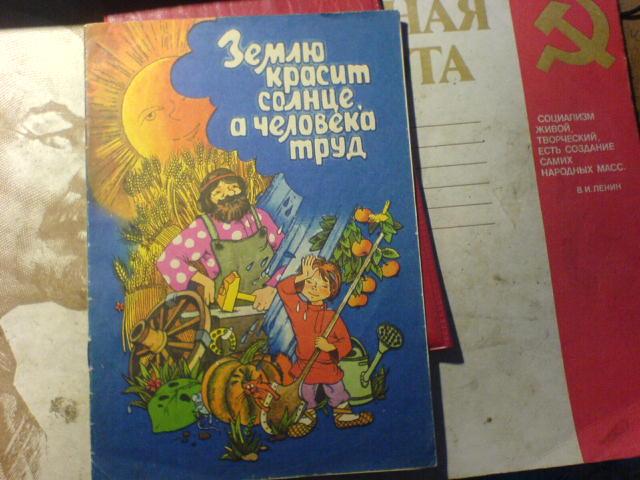 Землю
красит
солнце,
а человека
труд
НАЯ
ТА
СОЦИАЛИЗМ
ЖИВОЙ,
ТВОРЧЕСКИЙ,
ЕСТЬ СОЗДАНИЕ
САМИХ
НАРОДНЫХ МАСС.
В.И.ЛЕНИН